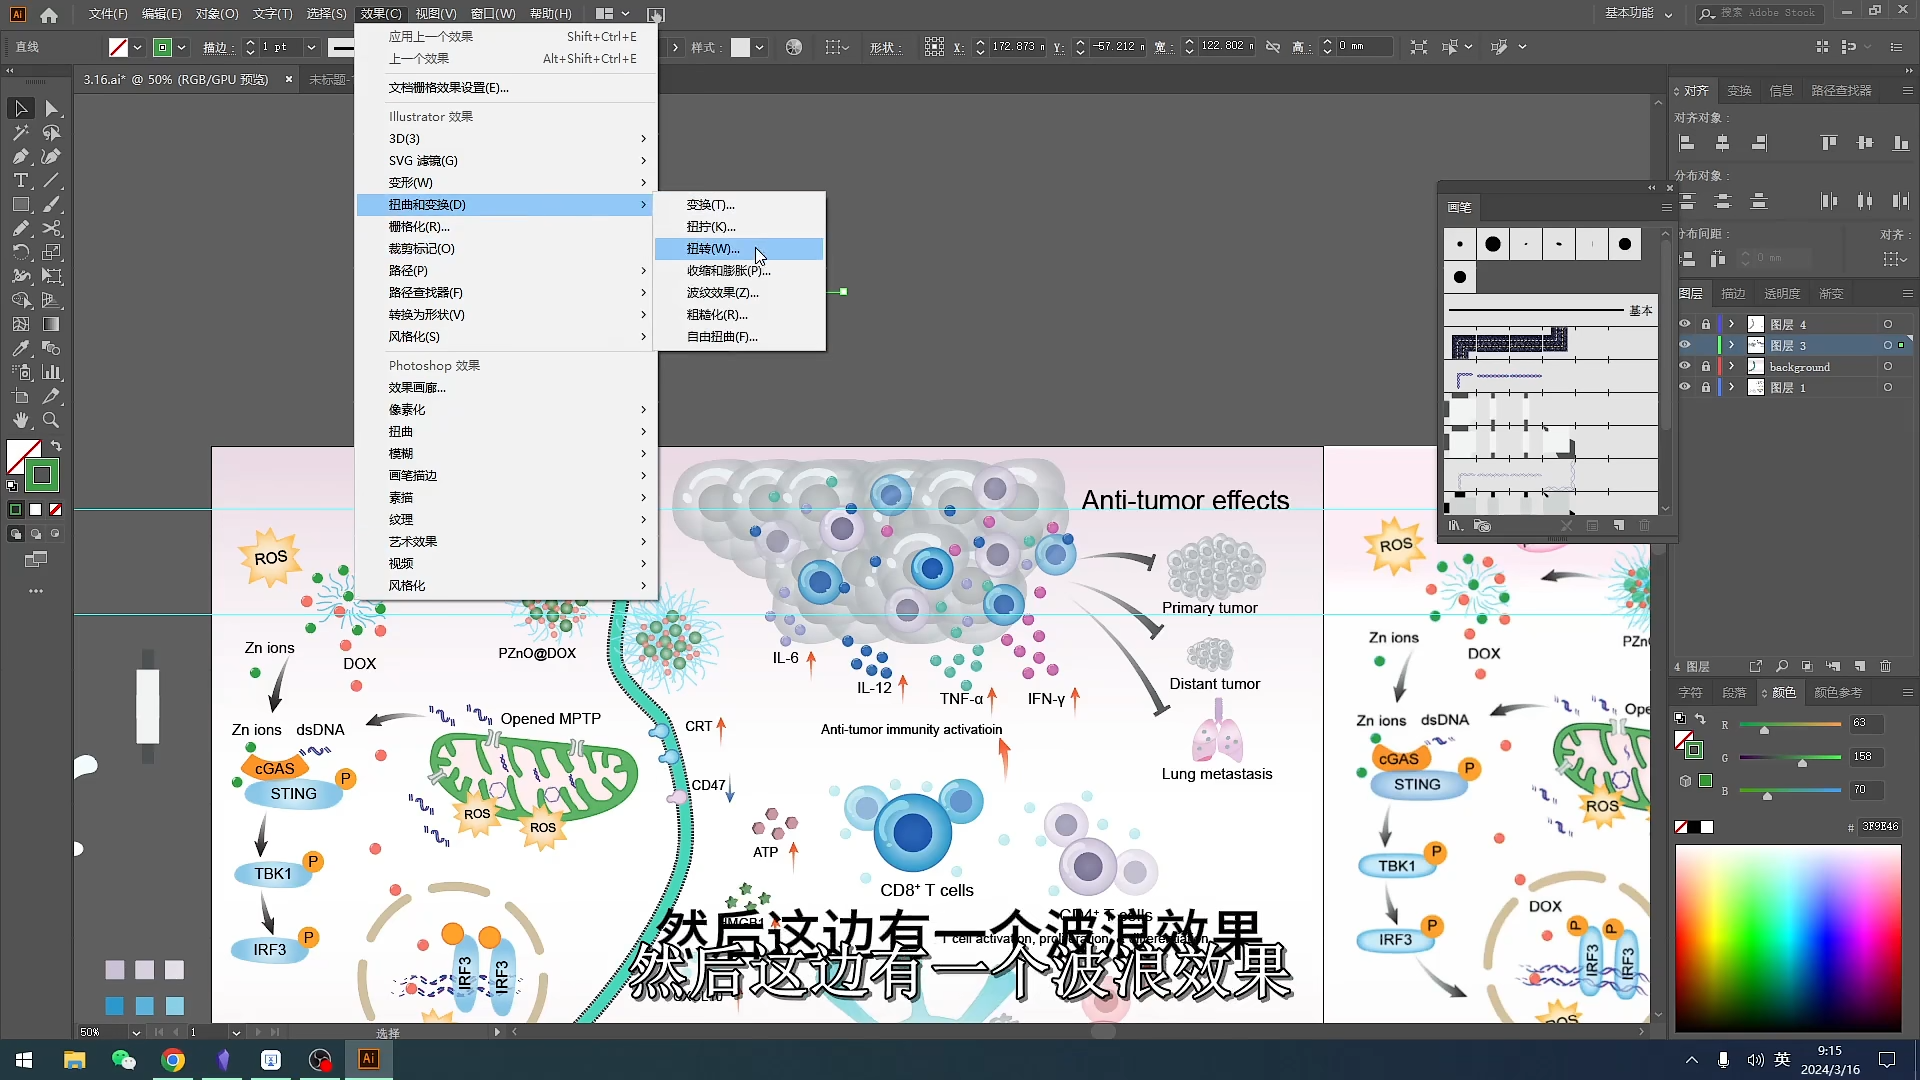 文件(F) 编辑(E) 对象(O) 文字(T) 选择(S) 效果(C) 视图(V) 窗口(W) 帮助(H)
基本功能
搜索 Adobe Stock
直线
描边:
1 pt
样式:
形状:
X:
172.873 m
Y:
-57.212 m
宽:
122.802 m
高:
0 mm
3.16.ai* @ 50% (RGB/GPU 预览)
未标题-
应用上一个效果 Shift+Ctrl+E
上一个效果 Alt+Shift+Ctrl+E
文档栅格效果设置(E)...
Illustrator 效果
3D(3)
SVG 滤镜(G)
变形(W)
扭曲和变换(D)
栅格化(R)...
裁剪标记(O)
路径(P)
路径查找器(F)
转换为形状(V)
风格化(S)
Photoshop 效果
效果画廊...
像素化
扭曲
模糊
画笔描边
素描
纹理
艺术效果
视频
风格化
变换(T)...
扭拧(K)...
扭转(W)...
收缩和膨胀(P)...
波纹效果(Z)...
粗糙化(R)...
自由扭曲(F)...
对齐 变换 信息 路径查找器
对齐对象:
分布对象:
分布间距:
对齐:
0 mm
画笔
基本
图层 描边 透明度 渐变
图层 4
图层 3
background
图层 1
4 图层
字符 段落 颜色 颜色参考
R 63
G 158
B 70
# 3F9E46
Anti-tumor effects
ROS
Zn ions
DOX
PZnO@DOX
Zn ions dsDNA
Opened MPTP
cGAS
P
STING
ROS
ROS
TBK1
P
IRF3
P
IRF3
IRF3
CRT
CD47
ATP
HMGB1
IL-6
IL-12
TNF-α
IFN-γ
Anti-tumor immunity activatioin
Primary tumor
Distant tumor
Lung metastasis
CD8⁺ T cells
CD4⁺ T cells
T cell activation, proliferation, & differentiation
ROS
Zn ions
DOX
PZn
Zn ions dsDNA
Ope
cGAS
P
STING
ROS
TBK1
P
IRF3
P
DOX
P
P
IRF3
IRF3
ROS
然后这边有一个波浪效果
然后这边有一个波浪效果
50%
1
选择
英
9:15
2024/3/16